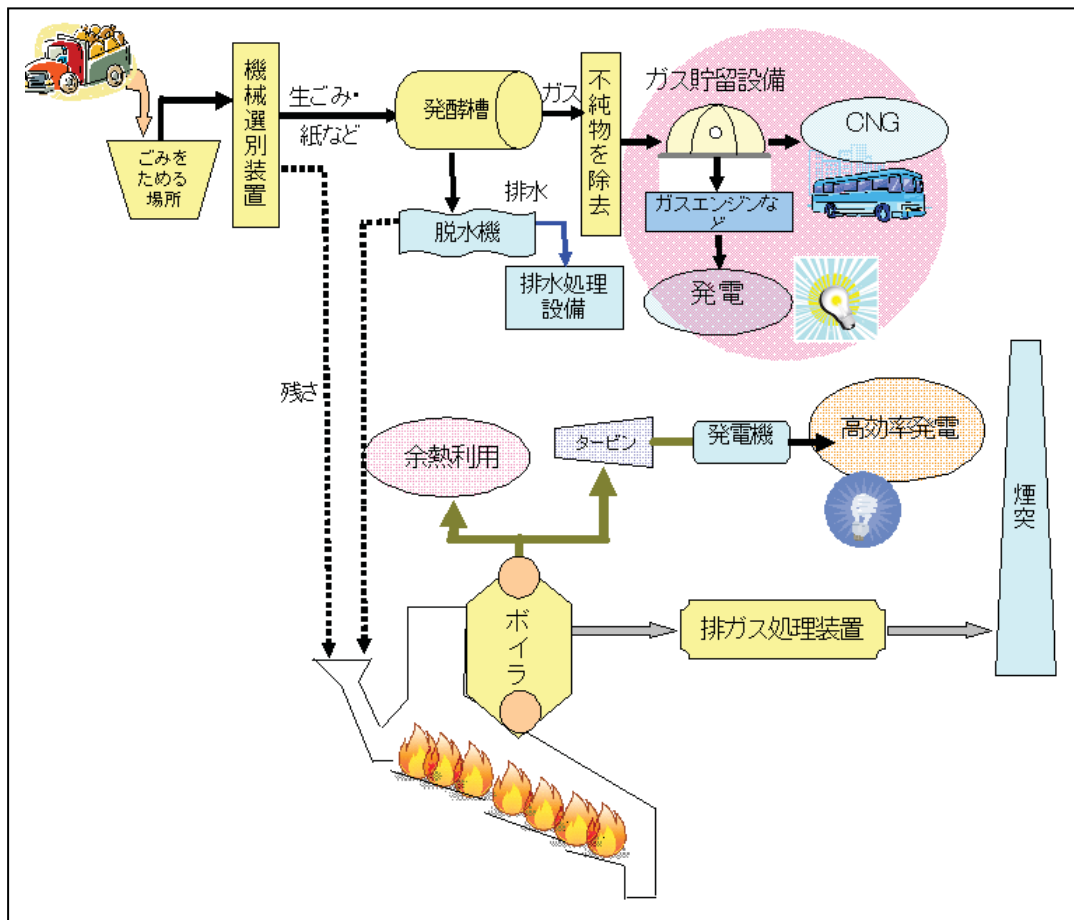 ごみを
ためる
場所
機械選別装置
生ごみ・
紙など
発酵槽
ガス
不純物を除去
ガス貯留設備
CNG
ガスエンジンな
ど
発電
排水
脱水機
排水処理
設備
残さ
余熱利用
タービン
発電機
高効率発電
煙突
ボイラ
排ガス処理装置